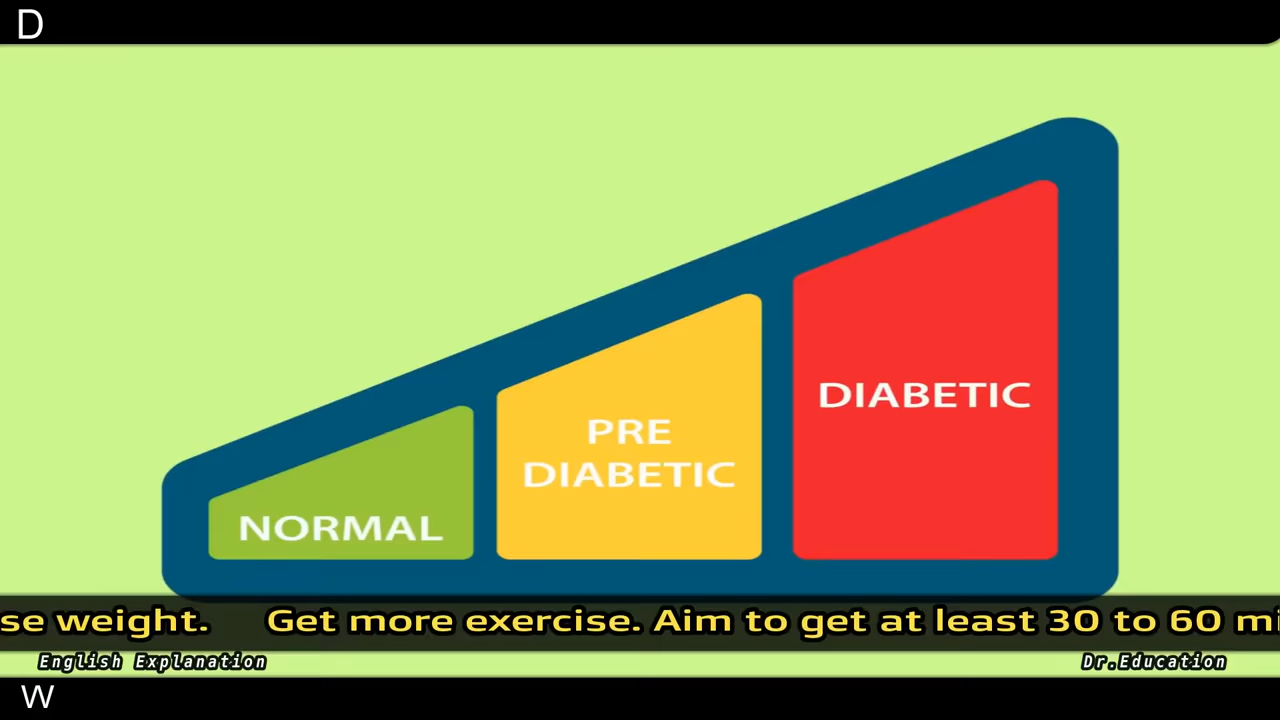 D
DIABETIC
PRE
DIABETIC
NORMAL
se weight. Get more exercise. Aim to get at least 30 to 60 mi
English Explanation
Dr.Education
W